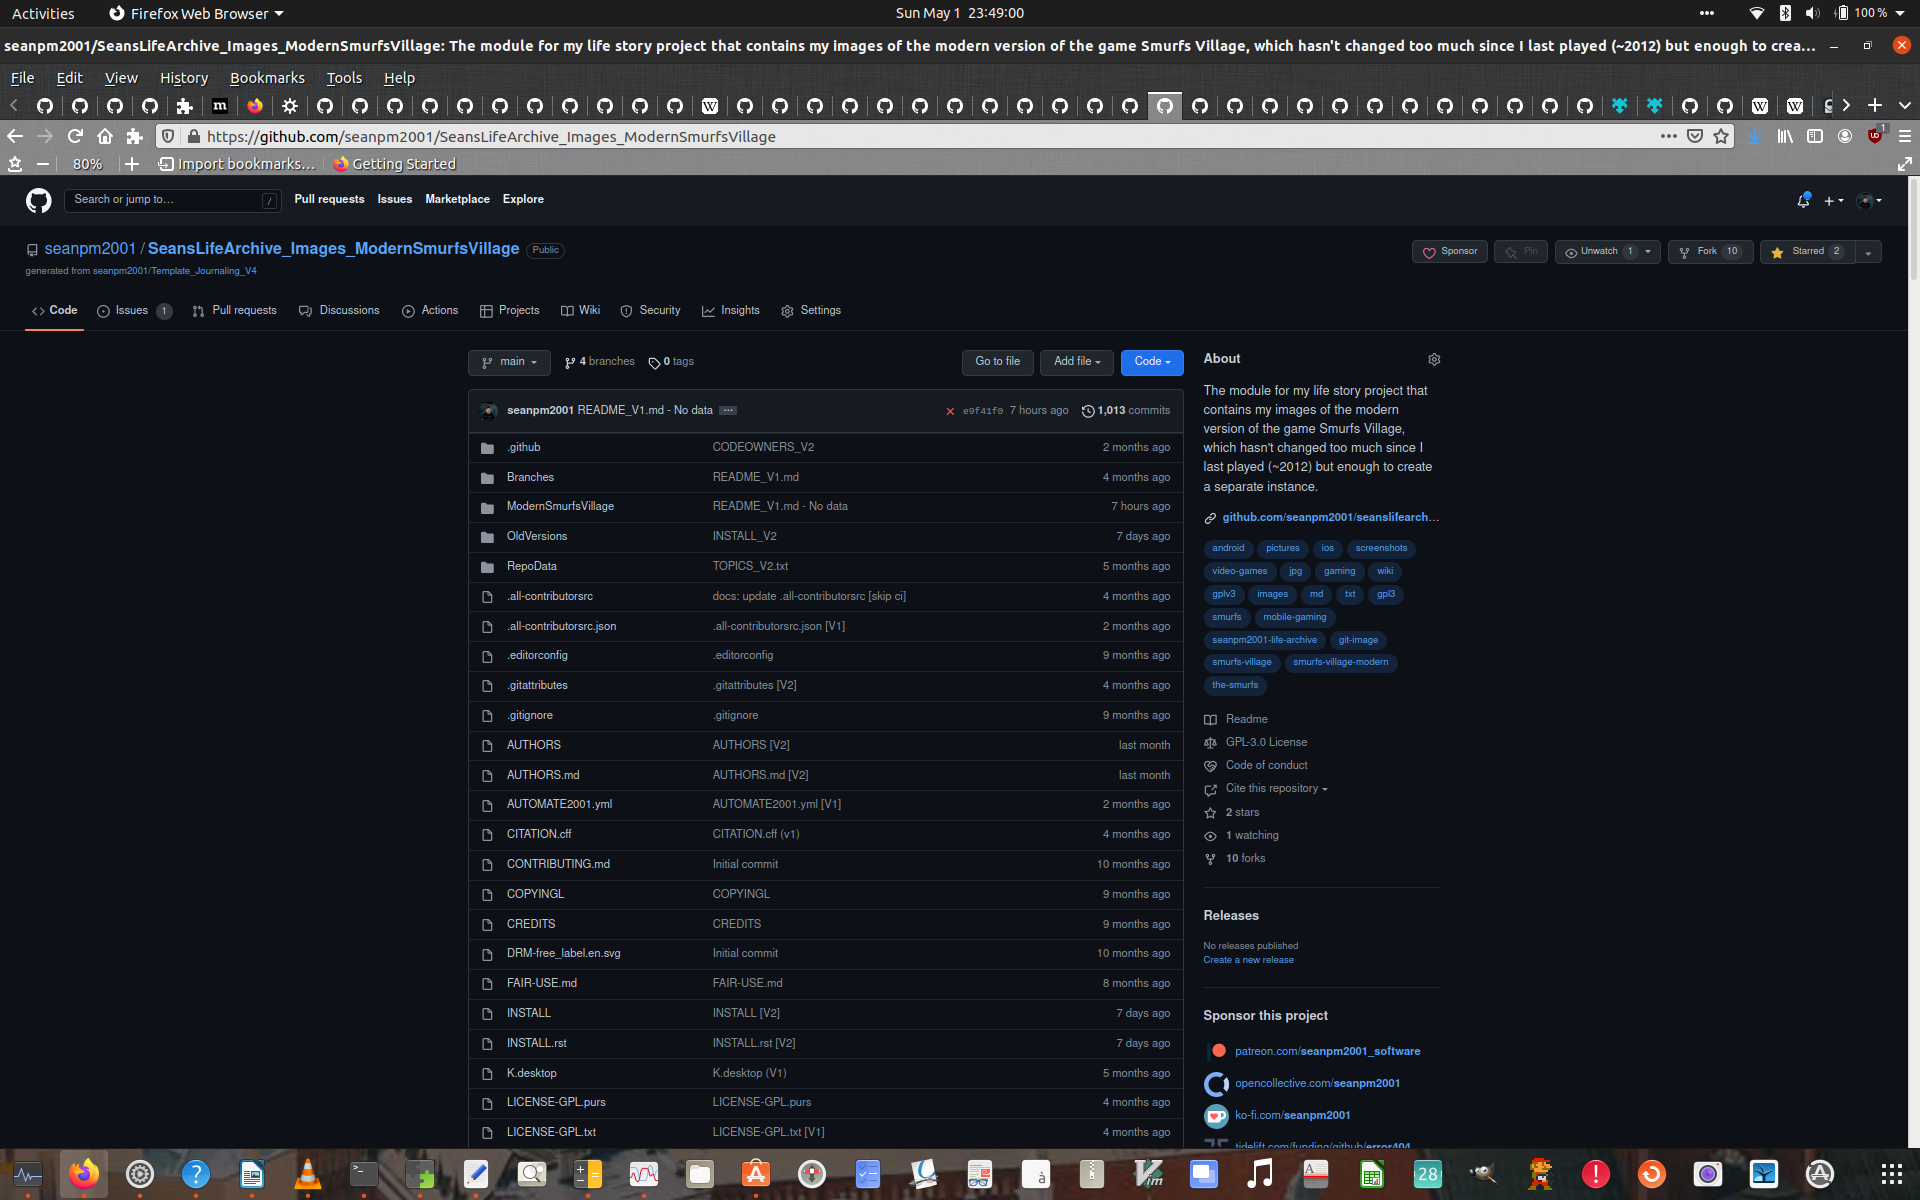 Activities
Firefox Web Browser
Sun May 1 23:49:00
100 %
seanpm2001/SeansLifeArchive_Images_ModernSmurfsVillage: The module for my life story project that contains my images of the modern version of the game Smurfs Village, which hasn't changed too much since I last played (~2012) but enough to crea...
File Edit View History Bookmarks Tools Help
https://github.com/seanpm2001/SeansLifeArchive_Images_ModernSmurfsVillage
1
80%
Import bookmarks...
Getting Started
Search or jump to...
/
Pull requests Issues Marketplace Explore
seanpm2001 / SeansLifeArchive_Images_ModernSmurfsVillage Public
generated from seanpm2001/Template_Journaling_V4
Sponsor
Pin
Unwatch 1
Fork 10
Starred 2
Code
Issues 1
Pull requests
Discussions
Actions
Projects
Wiki
Security
Insights
Settings
main
4 branches
0 tags
Go to file
Add file
Code
seanpm2001 README_V1.md - No data
e9f41f0 7 hours ago
1,013 commits
.github CODEOWNERS_V2 2 months ago
Branches README_V1.md 4 months ago
ModernSmurfsVillage README_V1.md - No data 7 hours ago
OldVersions INSTALL_V2 7 days ago
RepoData TOPICS_V2.txt 5 months ago
.all-contributorsrc docs: update .all-contributorsrc [skip ci] 4 months ago
.all-contributorsrc.json .all-contributorsrc.json [V1] 2 months ago
.editorconfig .editorconfig 9 months ago
.gitattributes .gitattributes [V2] 4 months ago
.gitignore .gitignore 9 months ago
AUTHORS AUTHORS [V2] last month
AUTHORS.md AUTHORS.md [V2] last month
AUTOMATE2001.yml AUTOMATE2001.yml [V1] 2 months ago
CITATION.cff CITATION.cff (v1) 4 months ago
CONTRIBUTING.md Initial commit 10 months ago
COPYINGL COPYINGL 9 months ago
CREDITS CREDITS 9 months ago
DRM-free_label.en.svg Initial commit 10 months ago
FAIR-USE.md FAIR-USE.md 8 months ago
INSTALL INSTALL [V2] 7 days ago
INSTALL.rst INSTALL.rst [V2] 7 days ago
K.desktop K.desktop (V1) 5 months ago
LICENSE-GPL.purs LICENSE-GPL.purs 4 months ago
LICENSE-GPL.txt LICENSE-GPL.txt [V1] 4 months ago
About
The module for my life story project that
contains my images of the modern
version of the game Smurfs Village,
which hasn't changed too much since I
last played (~2012) but enough to create
a separate instance.
github.com/seanpm2001/seanslifearch...
android pictures ios screenshots
video-games jpg gaming wiki
gplv3 images md txt gpl3
smurfs mobile-gaming
seanpm2001-life-archive git-image
smurfs-village smurfs-village-modern
the-smurfs
Readme
GPL-3.0 License
Code of conduct
Cite this repository
2 stars
1 watching
10 forks
Releases
No releases published
Create a new release
Sponsor this project
patreon.com/seanpm2001_software
opencollective.com/seanpm2001
ko-fi.com/seanpm2001
tidelift.com/funding/github/error404
28